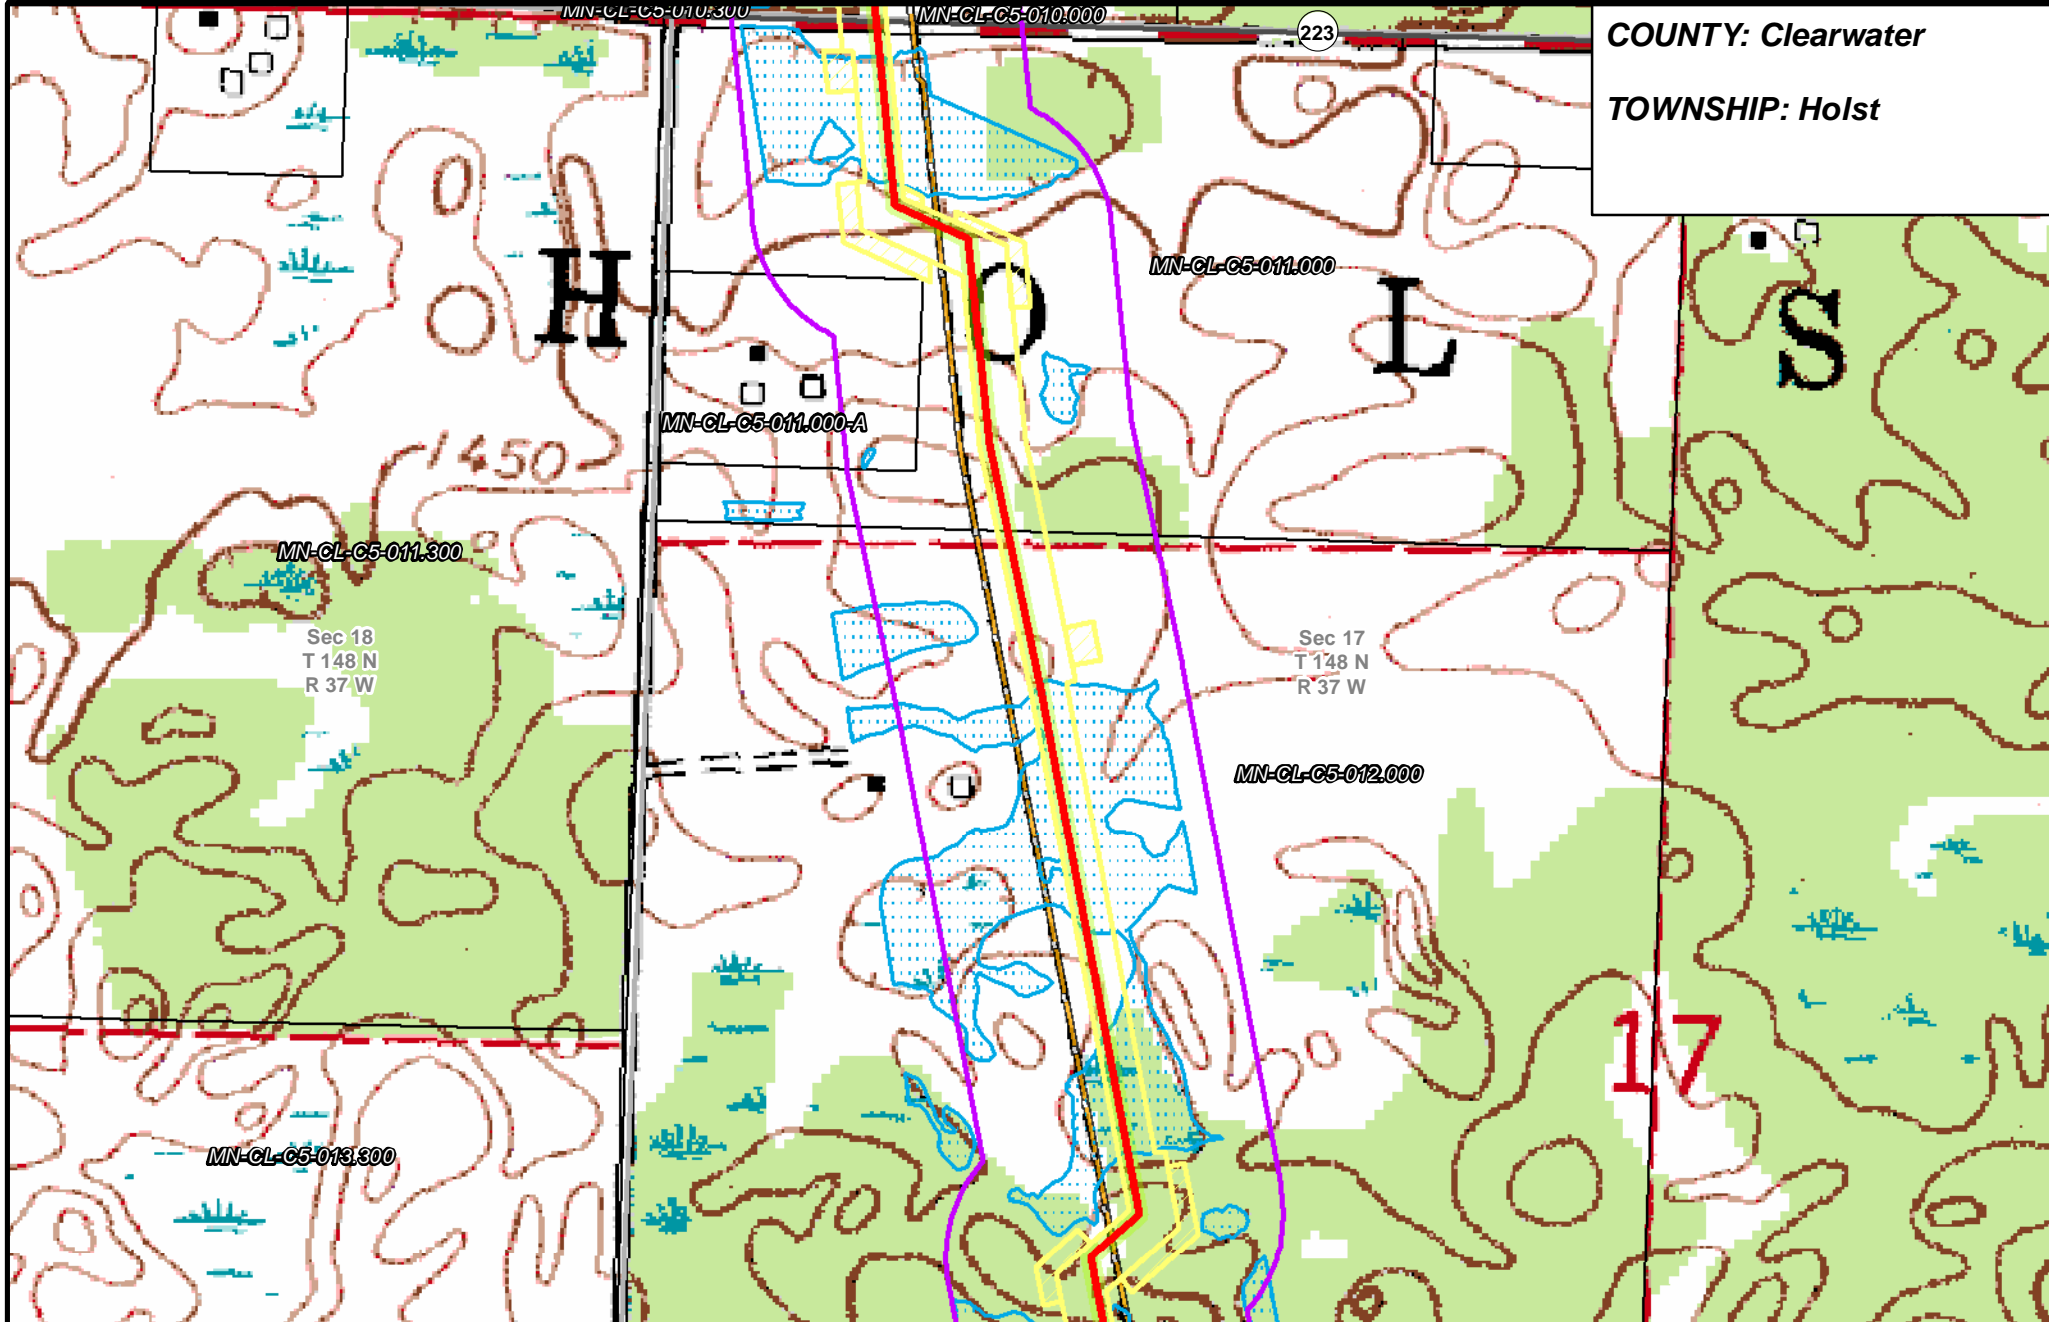 MN-CL-C5-010.300
MN-CL-C5-010.000
223
COUNTY: Clearwater
TOWNSHIP: Holst
MN-CL-C5-011.000
H O L S
MN-CL-C5-011.000-A
1450
MN-CL-C5-011.300
Sec 18
T 148 N
R 37 W
Sec 17
T 148 N
R 37 W
MN-CL-C5-012.000
17
MN-CL-C5-013.300